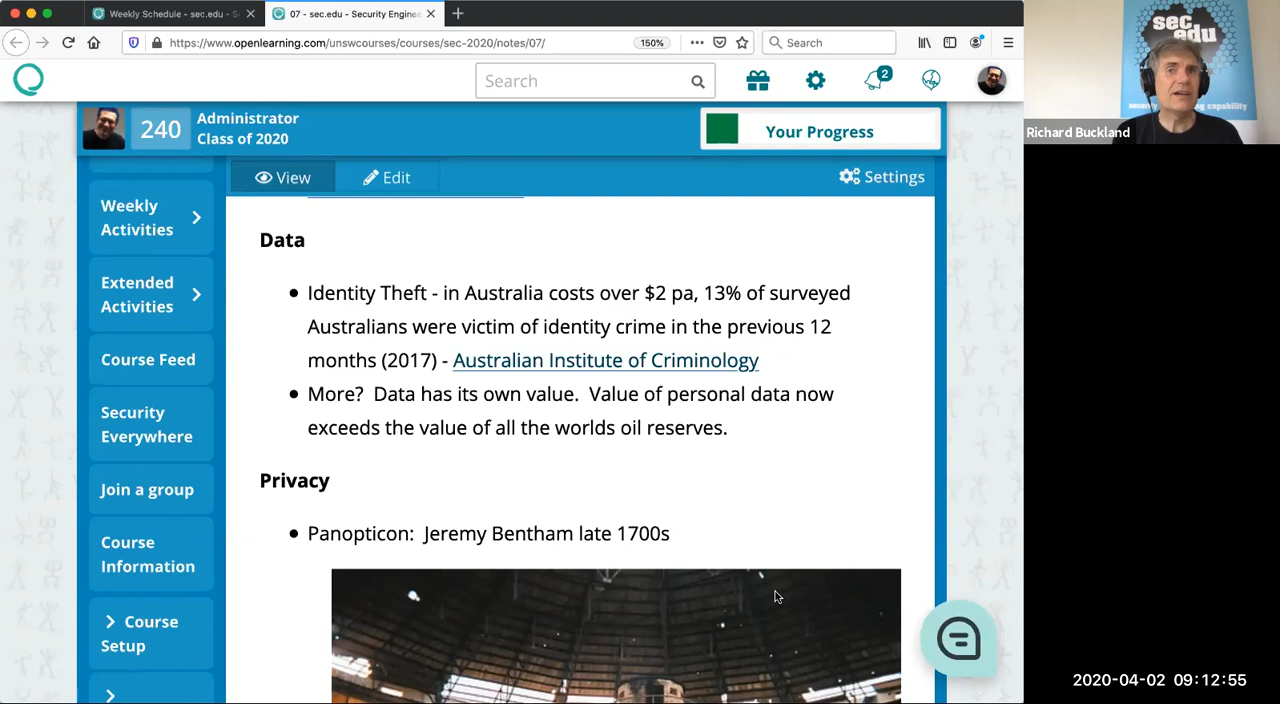 Weekly Schedule - sec.edu - S
07 - sec.edu - Security Enginee
https://www.openlearning.com/unswcourses/courses/sec-2020/notes/07/
150%
Search
sec
edu
Search
2
240
Administrator
Class of 2020
Your Progress
Richard Buckland
View
Edit
Settings
Weekly
Activities
Extended
Activities
Course Feed
Security
Everywhere
Join a group
Course
Information
Course
Setup
Data
Identity Theft - in Australia costs over $2 pa, 13% of surveyed
Australians were victim of identity crime in the previous 12
months (2017) - Australian Institute of Criminology
More?  Data has its own value.  Value of personal data now
exceeds the value of all the worlds oil reserves.
Privacy
Panopticon:  Jeremy Bentham late 1700s
2020-04-02 09:12:55